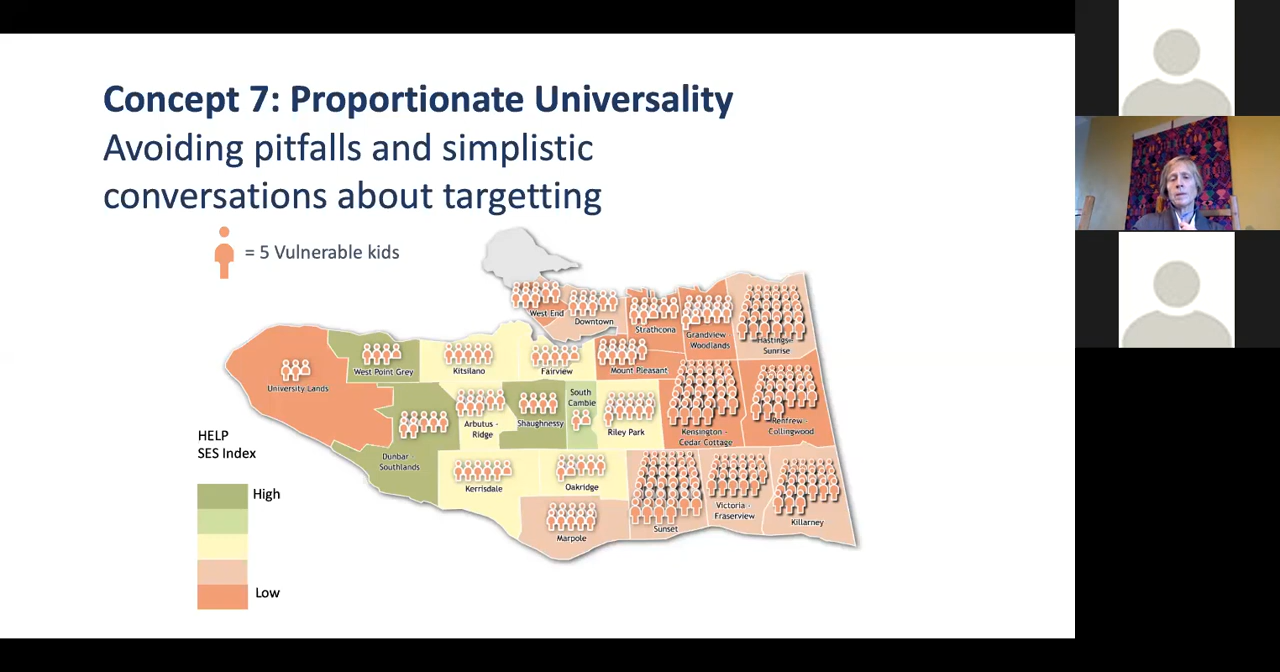 Concept 7: Proportionate Universality
Avoiding pitfalls and simplistic
conversations about targetting
= 5 Vulnerable kids
West End
Downtown
Strathcona
Grandview
Woodlands
Hastings-
Sunrise
University Lands
West Point Grey
Kitsilano
Fairview
Mount Pleasant
Dunbar -
Southlands
Arbutus -
Ridge
Shaughnessy
South
Cambie
Riley Park
Kensington -
Cedar Cottage
Renfrew -
Collingwood
Kerrisdale
Oakridge
Marpole
Sunset
Victoria -
Fraserview
Killarney
HELP
SES Index
High
Low